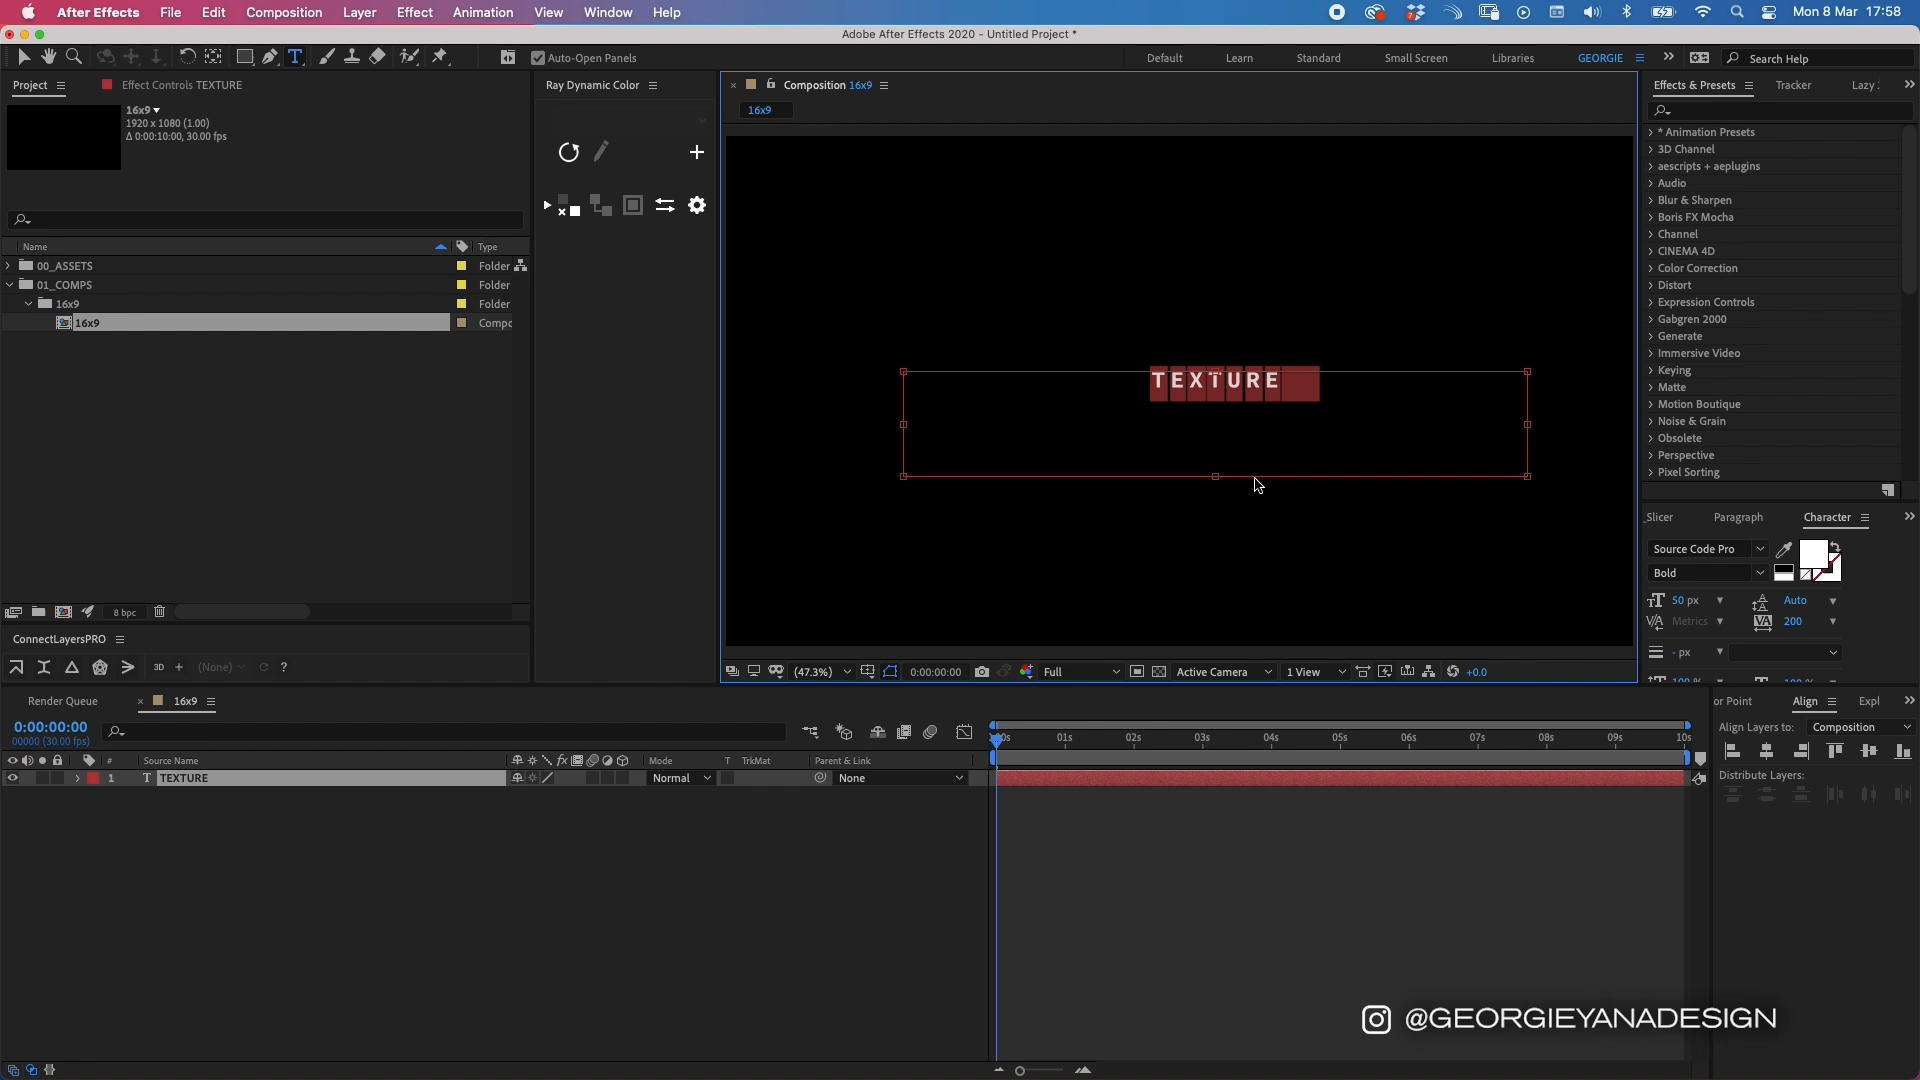 After Effects File Edit Composition Layer Effect Animation View Window Help
7
Mon 8 Mar 17:58
Adobe After Effects 2020 - Untitled Project *
Auto-Open Panels
Default Learn Standard Small Screen Libraries GEORGIE
Search Help
Project
Effect Controls TEXTURE
16x9
1920 x 1080 (1.00)
Δ 0:00:10:00, 30.00 fps
Name Type
00_ASSETS Folder
01_COMPS Folder
16x9 Folder
16x9 Compo
8 bpc
ConnectLayersPRO
3D + (None) ?
Ray Dynamic Color
Composition 16x9
16x9
TEXTURE
(47.3%) 0:00:00:00 Full Active Camera 1 View +0.0
Effects & Presets Tracker Lazy
* Animation Presets
3D Channel
aescripts + aeplugins
Audio
Blur & Sharpen
Boris FX Mocha
Channel
CINEMA 4D
Color Correction
Distort
Expression Controls
Gabgren 2000
Generate
Immersive Video
Keying
Matte
Motion Boutique
Noise & Grain
Obsolete
Perspective
Pixel Sorting
_Slicer Paragraph Character
Source Code Pro
Bold
50 px Auto
Metrics 200
- px
Render Queue
16x9
0:00:00:00
00000 (30.00 fps)
# Source Name Mode T TrkMat Parent & Link
1 T TEXTURE Normal None
01s 02s 03s 04s 05s 06s 07s 08s 09s 10s
or Point Align Expl
Align Layers to: Composition
Distribute Layers:
@GEORGIEYANADESIGN